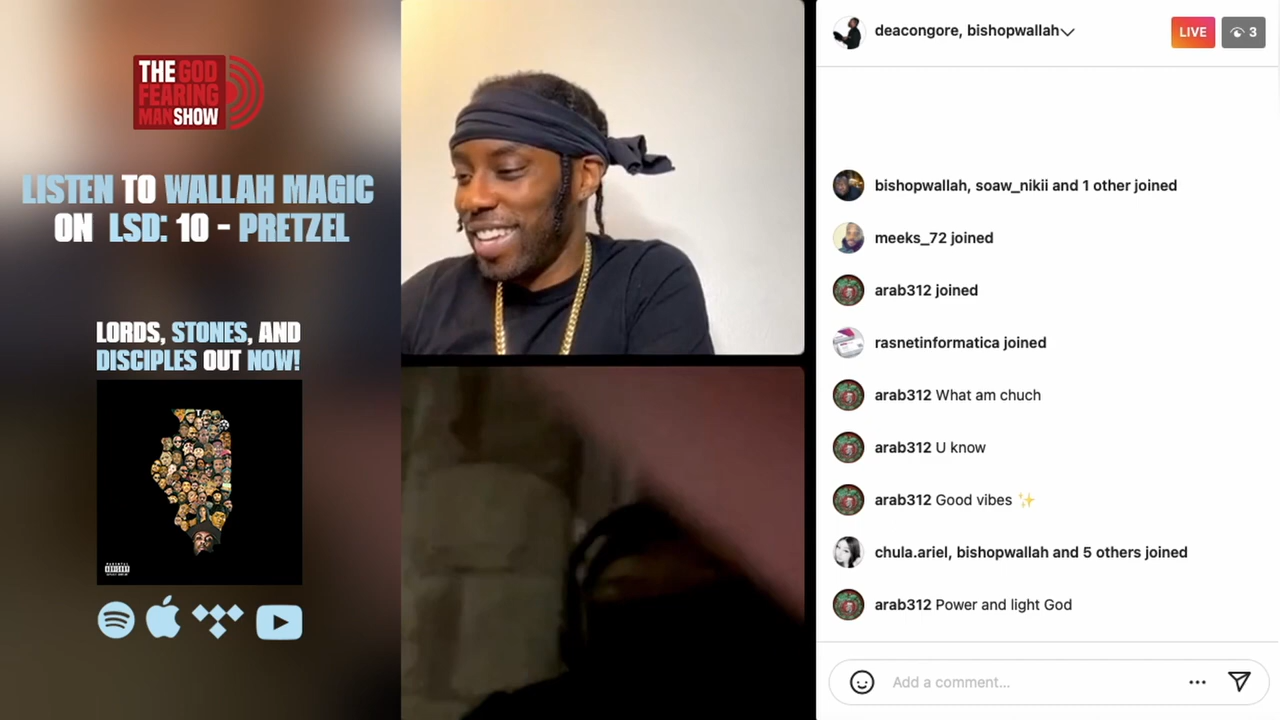 THE GOD
FEARING
MAN SHOW
LISTEN TO WALLAH MAGIC
ON LSD: 10 - PRETZEL
LORDS, STONES, AND
DISCIPLES OUT NOW!
PARENTAL
ADVISORY
deacongore, bishopwallah
LIVE
3
bishopwallah, soaw_nikii and 1 other joined
meeks_72 joined
arab312 joined
rasnetinformatica joined
arab312 What am chuch
arab312 U know
arab312 Good vibes ✨
chula.ariel, bishopwallah and 5 others joined
arab312 Power and light God
Add a comment...